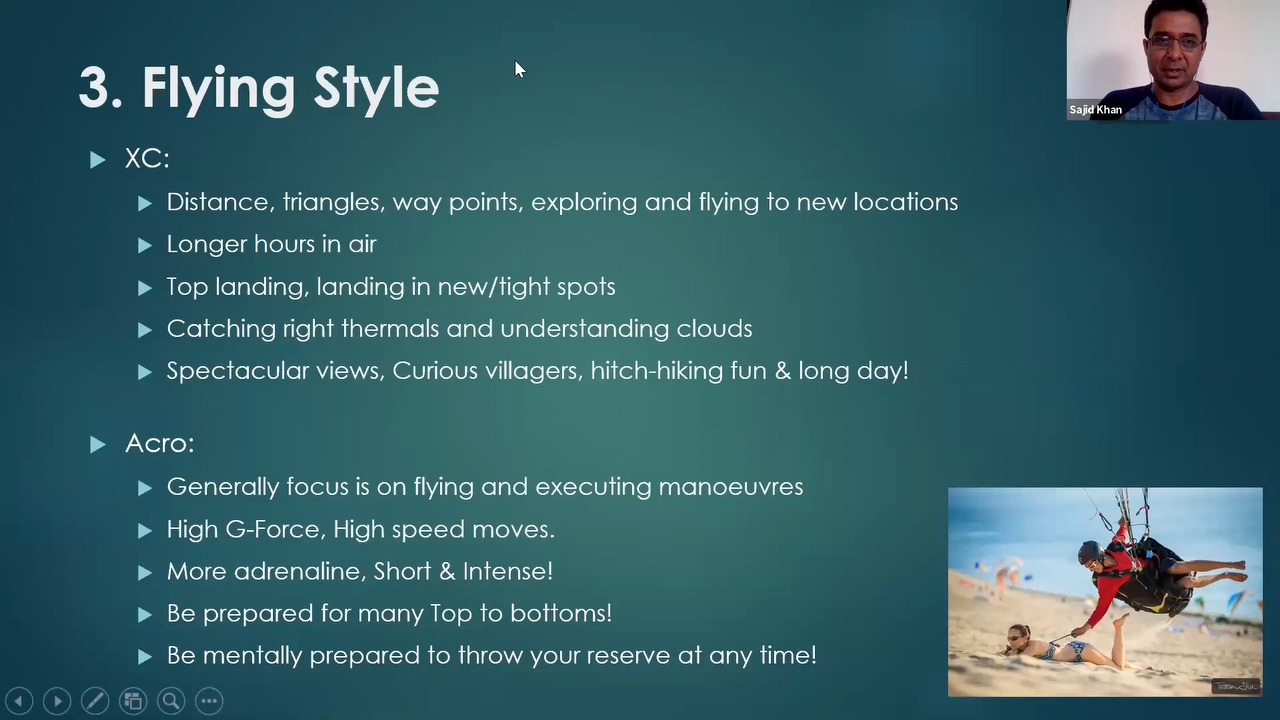 3. Flying Style
Sajid Khan
XC:
Distance, triangles, way points, exploring and flying to new locations
Longer hours in air
Top landing, landing in new/tight spots
Catching right thermals and understanding clouds
Spectacular views, Curious villagers, hitch-hiking fun & long day!
Acro:
Generally focus is on flying and executing manoeuvres
High G-Force, High speed moves.
More adrenaline, Short & Intense!
Be prepared for many Top to bottoms!
Be mentally prepared to throw your reserve at any time!